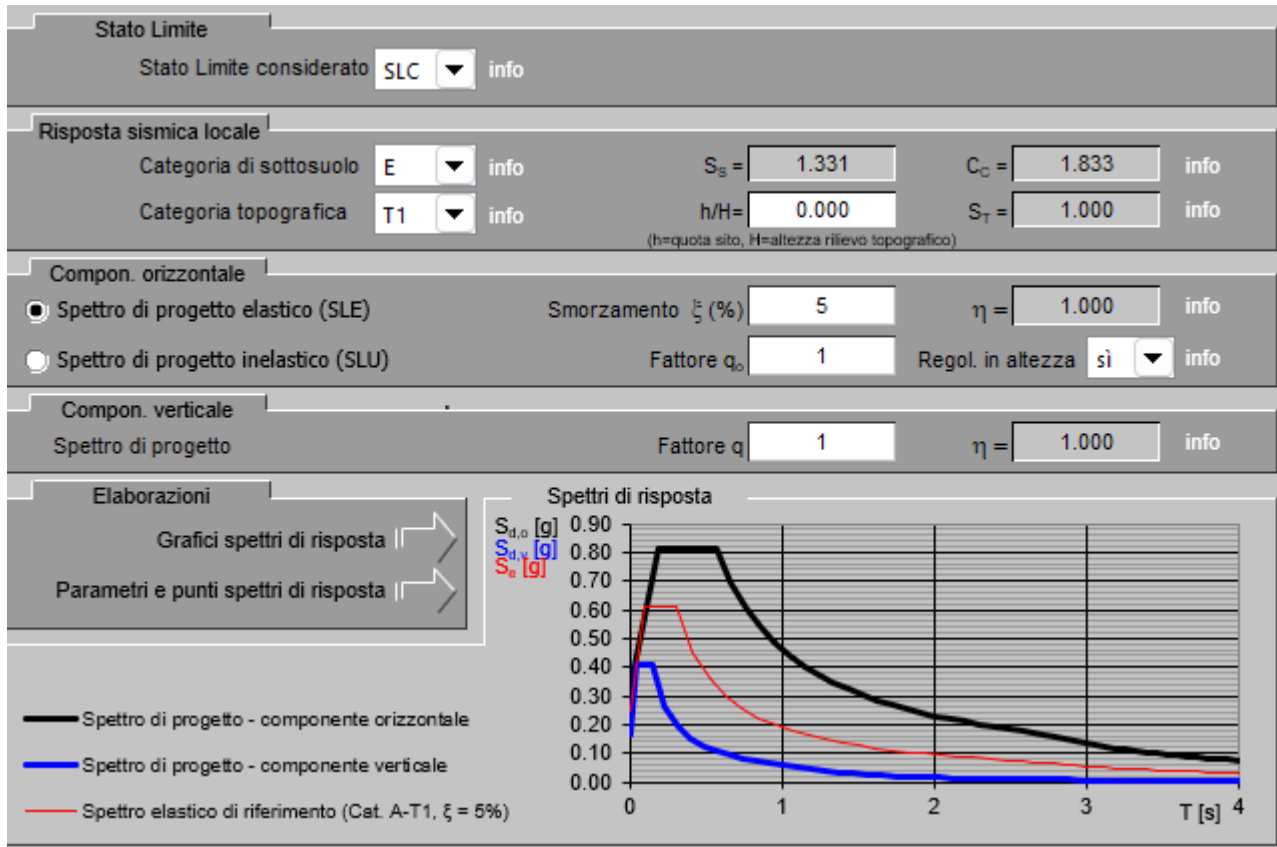 Stato Limite
Stato Limite considerato SLC info
Risposta sismica locale
Categoria di sottosuolo E info S_S = 1.331 C_C = 1.833 info
Categoria topografica T1 info h/H= 0.000 S_T = 1.000 info
(h=quota sito, H=altezza rilievo topografico)
Compon. orizzontale
Spettro di progetto elastico (SLE) Smorzamento ξ (%) 5 η = 1.000 info
Spettro di progetto inelastico (SLU) Fattore q_o 1 Regol. in altezza sì info
Compon. verticale
Spettro di progetto Fattore q 1 η = 1.000 info
Elaborazioni
Grafici spettri di risposta
Parametri e punti spettri di risposta
Spettri di risposta
S_d,o [g]
S_d,v [g]
S_e [g]
0.90
0.80
0.70
0.60
0.50
0.40
0.30
0.20
0.10
0.00
0 1 2 3 T [s] 4
Spettro di progetto - componente orizzontale
Spettro di progetto - componente verticale
Spettro elastico di riferimento (Cat. A-T1, ξ = 5%)